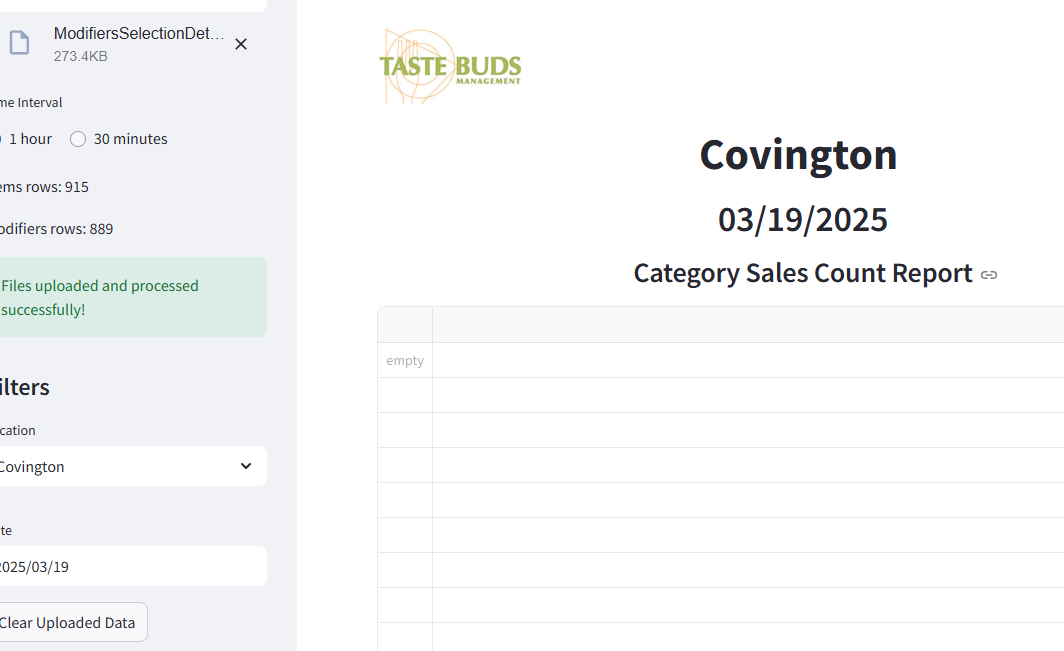 ModifiersSelectionDet...
273.4KB
me Interval
1 hour
30 minutes
ems rows: 915
odifiers rows: 889
Files uploaded and processed
successfully!
ilters
cation
Covington
te
2025/03/19
Clear Uploaded Data
TASTE BUDS
MANAGEMENT
Covington
03/19/2025
Category Sales Count Report
empty